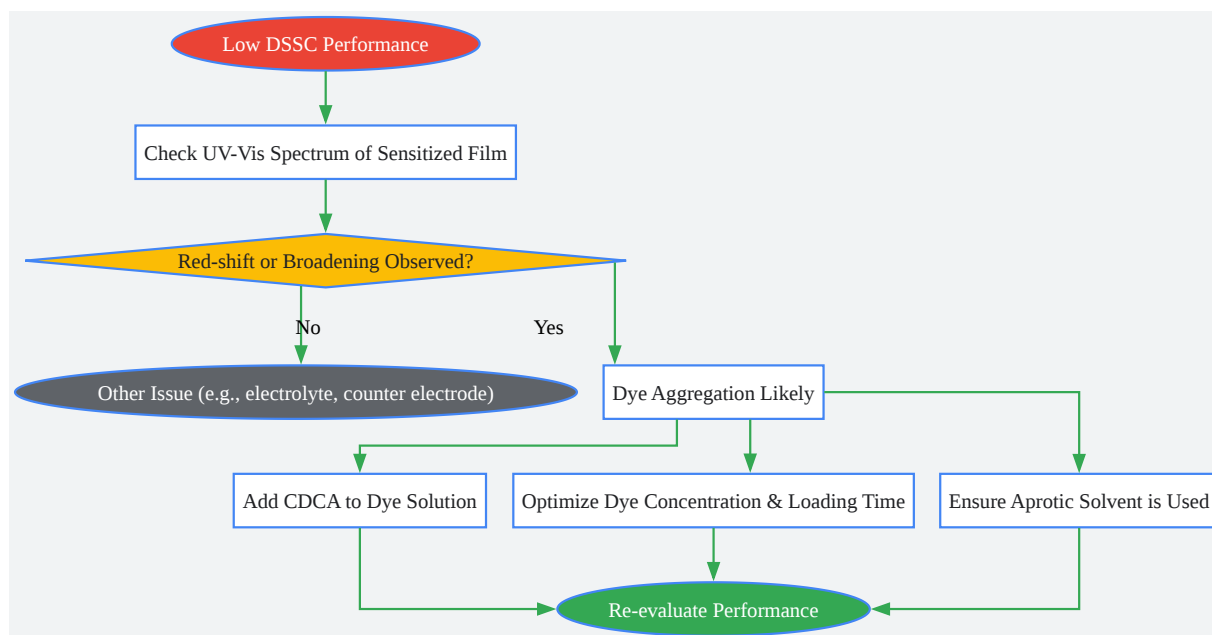 Low DSSC Performance
Check UV-Vis Spectrum of Sensitized Film
Red-shift or Broadening Observed?
No
Yes
Other Issue (e.g., electrolyte, counter electrode)
Dye Aggregation Likely
Add CDCA to Dye Solution
Optimize Dye Concentration & Loading Time
Ensure Aprotic Solvent is Used
Re-evaluate Performance